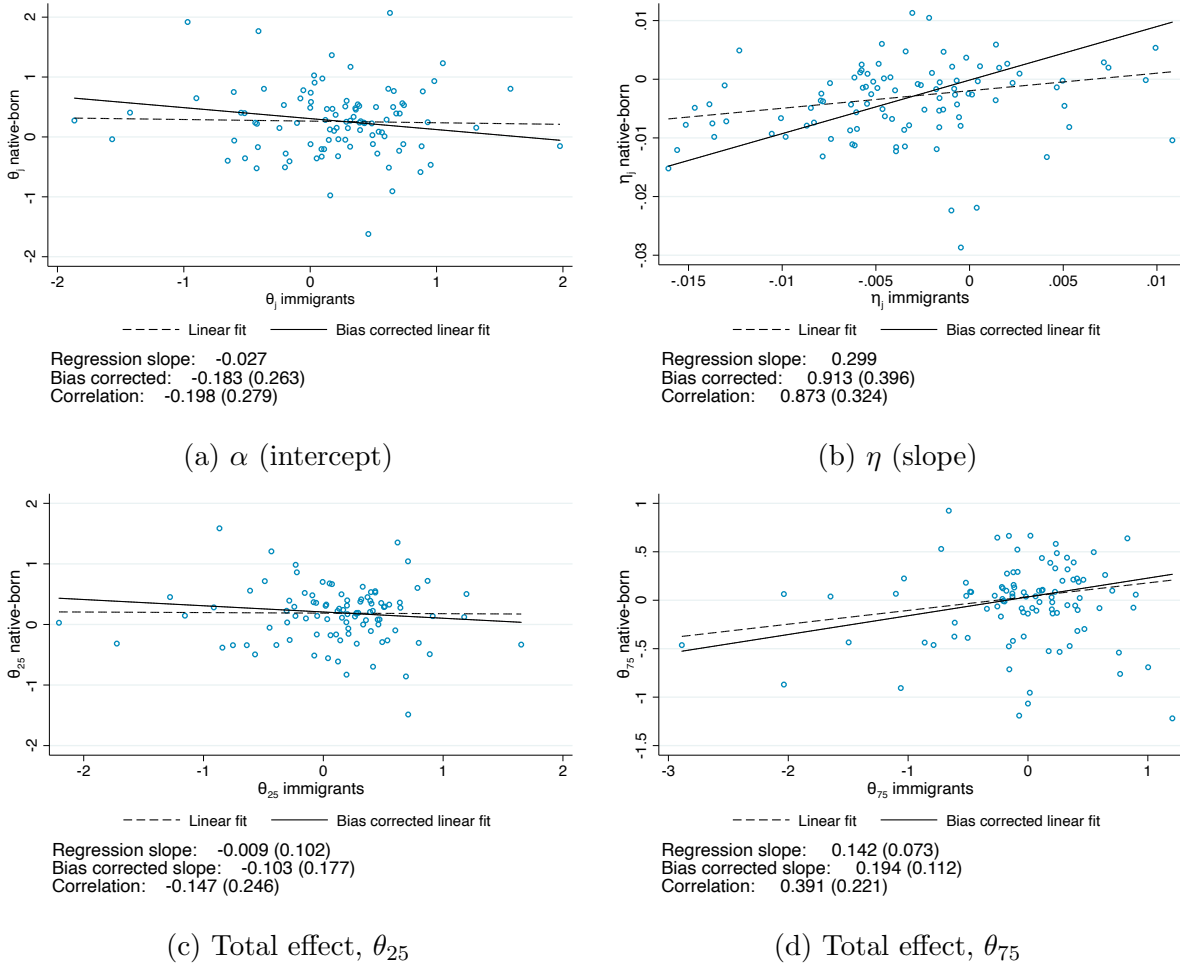 2
1
0
-1
-2
θj native-born
-2
-1
0
1
2
θj immigrants
Linear fit
Bias corrected linear fit
Regression slope: -0.027
Bias corrected: -0.183 (0.263)
Correlation: -0.198 (0.279)
(a) α (intercept)
.01
0
-.01
-.02
-.03
ηj native-born
-.015
-.01
-.005
0
.005
.01
ηj immigrants
Linear fit
Bias corrected linear fit
Regression slope: 0.299
Bias corrected: 0.913 (0.396)
Correlation: 0.873 (0.324)
(b) η (slope)
2
1
0
-1
-2
θ25 native-born
-2
-1
0
1
2
θ25 immigrants
Linear fit
Bias corrected linear fit
Regression slope: -0.009 (0.102)
Bias corrected slope: -0.103 (0.177)
Correlation: -0.147 (0.246)
(c) Total effect, θ25
1
.5
0
-.5
-1
-1.5
θ75 native-born
-3
-2
-1
0
1
θ75 immigrants
Linear fit
Bias corrected linear fit
Regression slope: 0.142 (0.073)
Bias corrected slope: 0.194 (0.112)
Correlation: 0.391 (0.221)
(d) Total effect, θ75